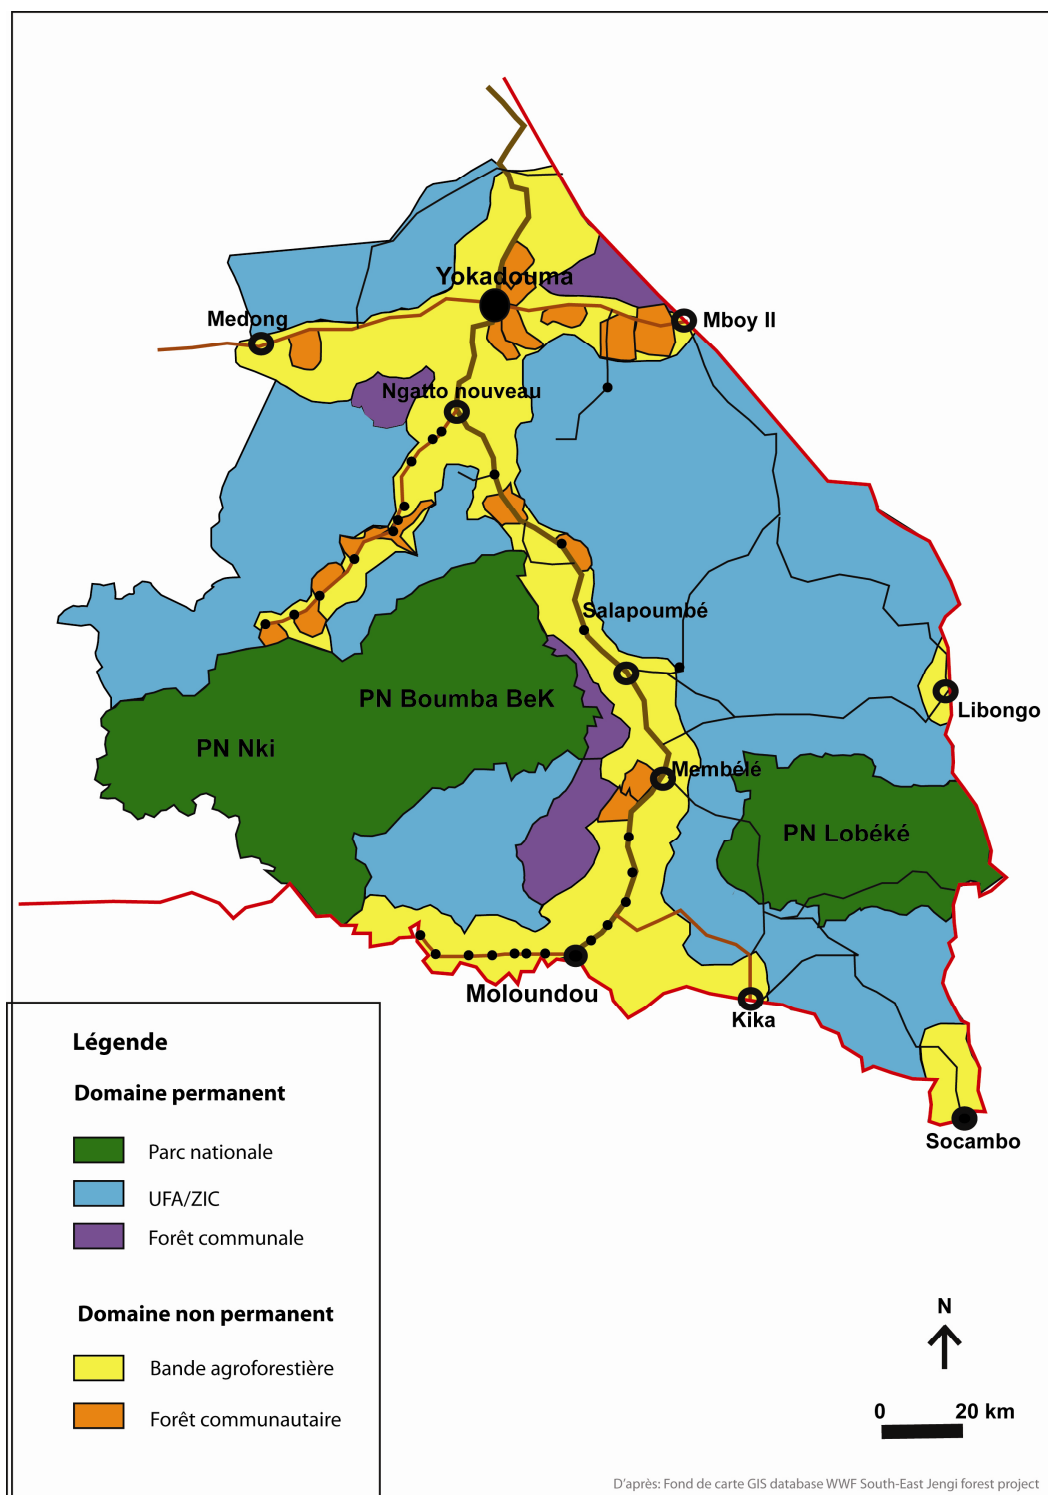 Yokadouma
Medong
Mboy II
Ngatto nouveau
Salapoumbé
PN Boumba BeK
Libongo
PN Nki
Membélé
PN Lobéké
Moloundou
Kika
Socambo
Légende
Domaine permanent
Parc nationale
UFA/ZIC
Forêt communale
Domaine non permanent
Bande agroforestière
Forêt communautaire
N
0 20 km
D'après: Fond de carte GIS database WWF South-East Jengi forest project